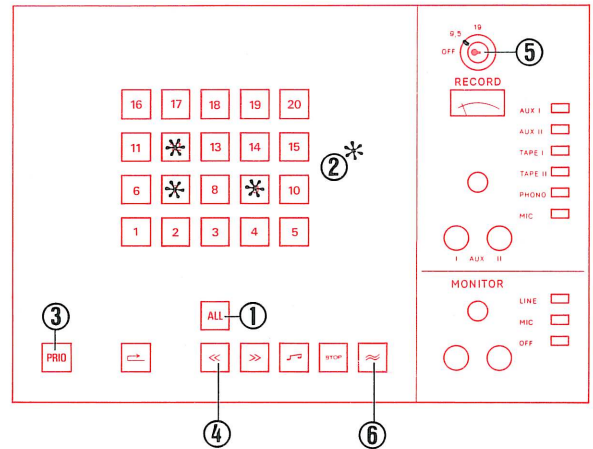 19
9,5
OFF
5
RECORD
16 17 18 19 20
AUX I
11 13 14 15
AUX II
2
TAPE I
6 8 10
TAPE II
PHONO
MIC
1 2 3 4 5
I AUX II
MONITOR
ALL
1
LINE
3
MIC
PRIO
STOP
OFF
4
6